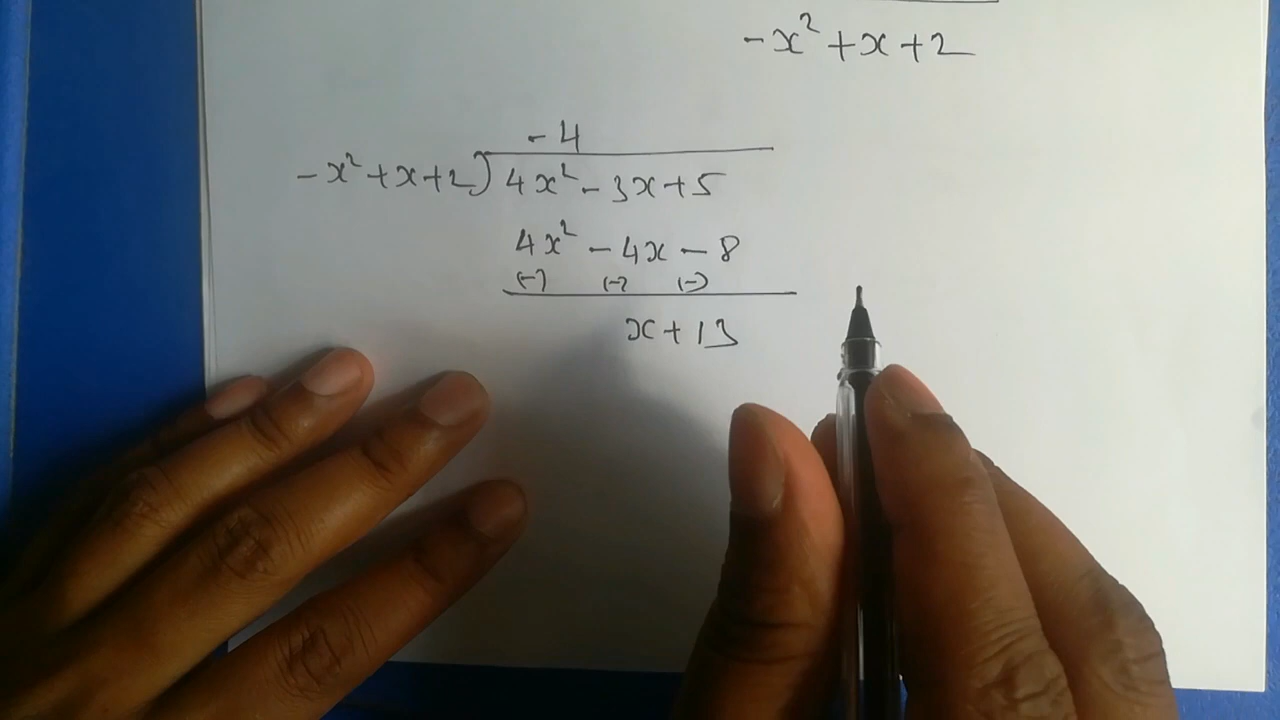 -x² + x + 2
-4
-x² + x + 2 ) 4x² - 3x + 5
4x² - 4x - 8
(-) (-) (-)
x + 13